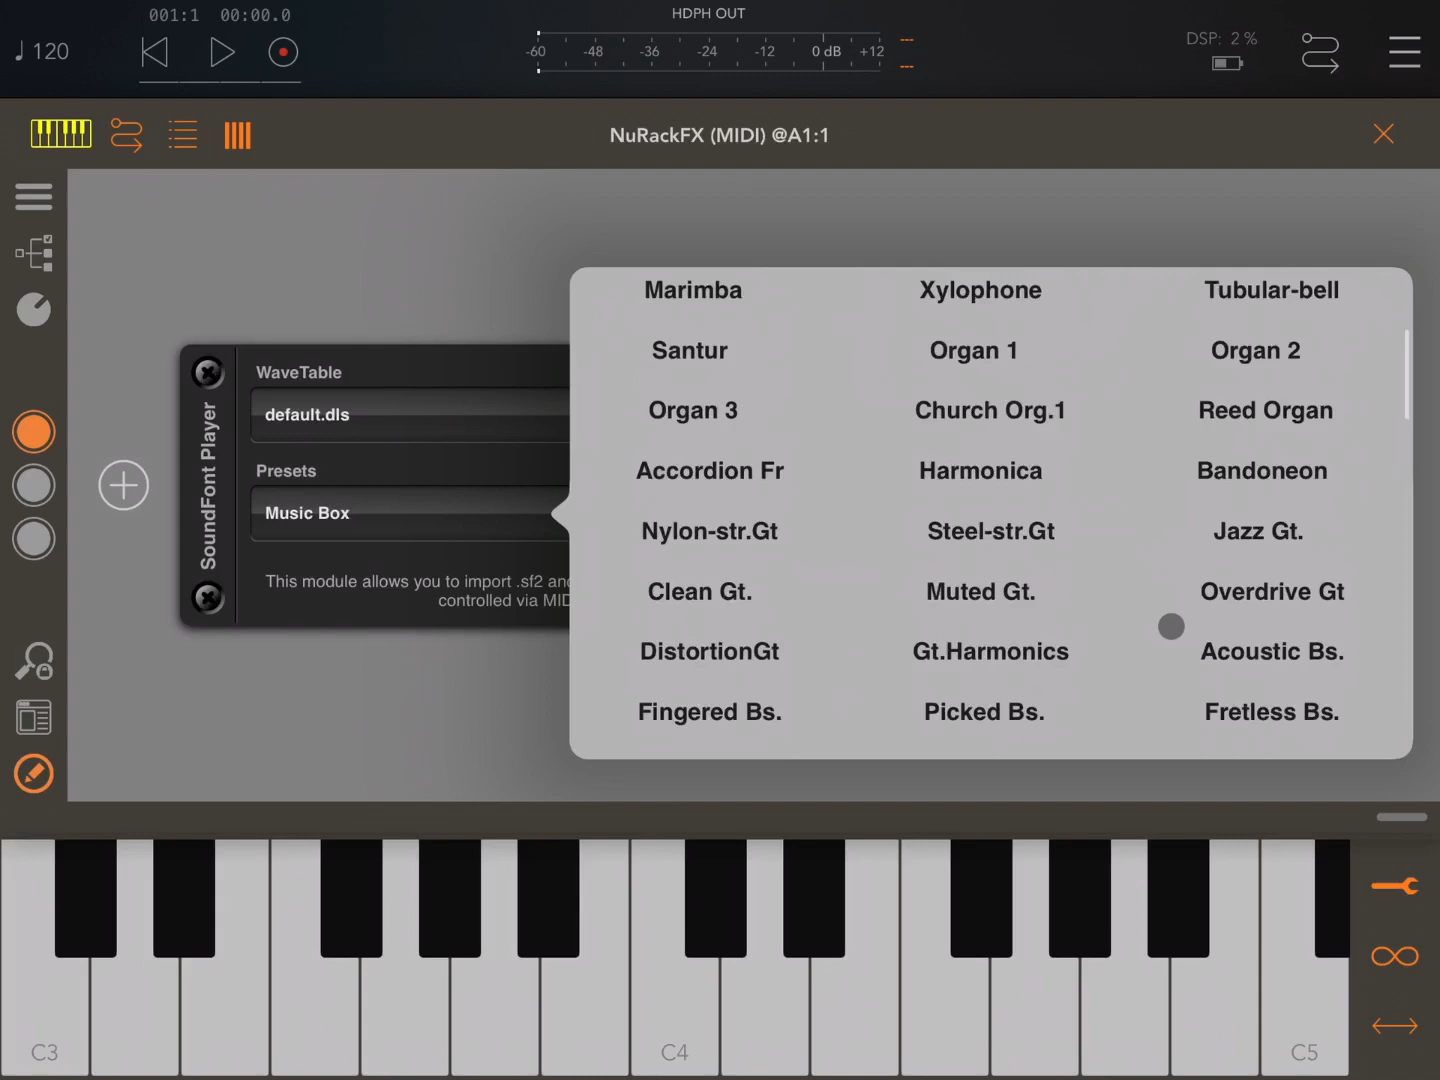 001:1 00:00.0
HDPH OUT
120
-60 -48 -36 -24 -12 0 dB +12
DSP: 2 %
NuRackFX (MIDI) @A1:1
SoundFont Player
WaveTable
default.dls
Presets
Music Box
This module allows you to import .sf2 and
controlled via MID
Marimba Xylophone Tubular-bell
Santur Organ 1 Organ 2
Organ 3 Church Org.1 Reed Organ
Accordion Fr Harmonica Bandoneon
Nylon-str.Gt Steel-str.Gt Jazz Gt.
Clean Gt. Muted Gt. Overdrive Gt
DistortionGt Gt.Harmonics Acoustic Bs.
Fingered Bs. Picked Bs. Fretless Bs.
C3 C4 C5